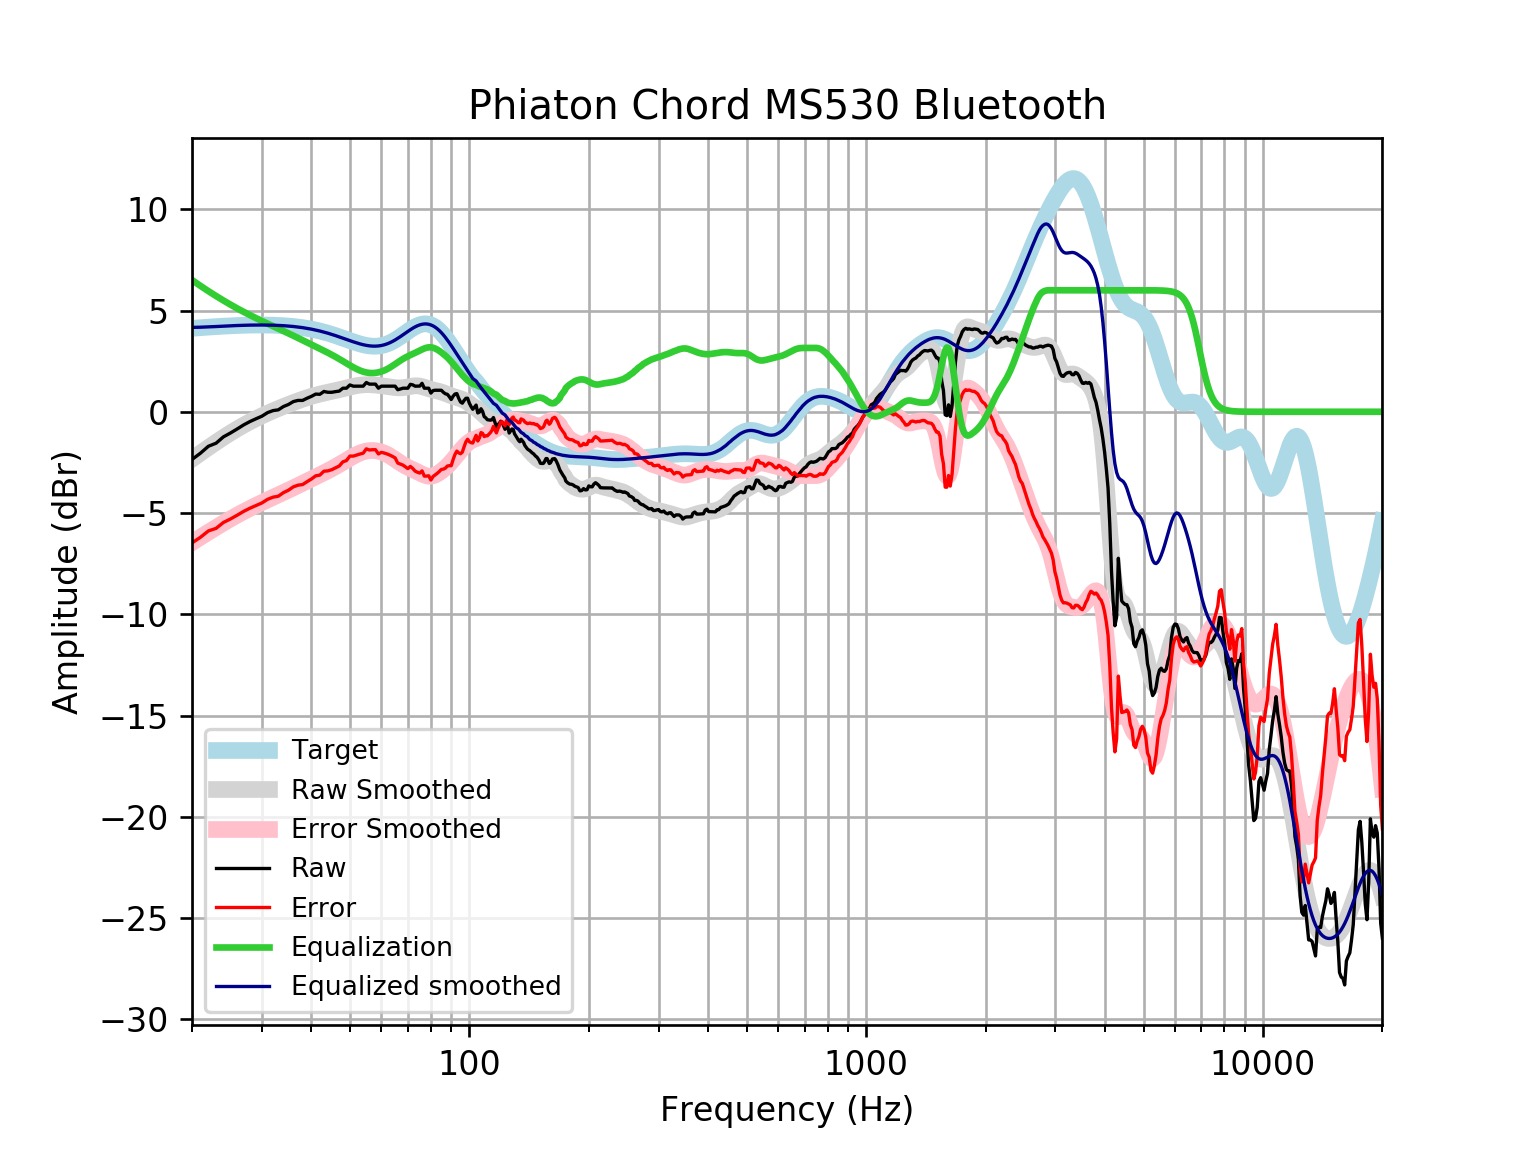 Phiaton Chord MS530 Bluetooth
Amplitude (dBr)
10
5
0
−5
−10
−15
−20
−25
−30
Target
Raw Smoothed
Error Smoothed
Raw
Error
Equalization
Equalized smoothed
100 1000 10000
Frequency (Hz)